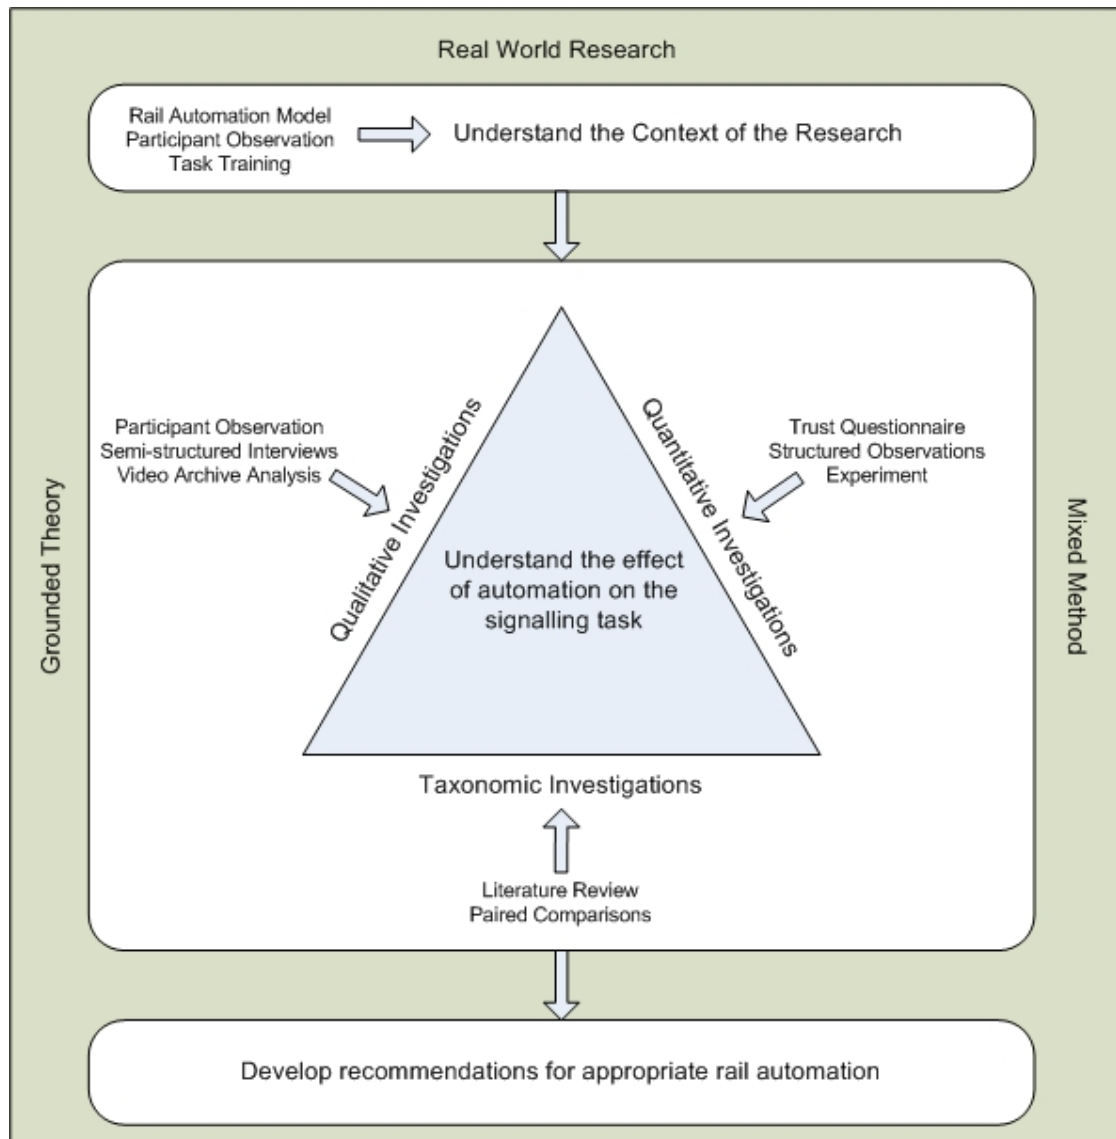 Real World Research
Rail Automation Model
Participant Observation
Task Training
Understand the Context of the Research
Grounded Theory
Participant Observation
Semi-structured Interviews
Video Archive Analysis
Qualitative Investigations
Understand the effect
of automation on the
signalling task
Quantitative Investigations
Trust Questionnaire
Structured Observations
Experiment
Mixed Method
Taxonomic Investigations
Literature Review
Paired Comparisons
Develop recommendations for appropriate rail automation